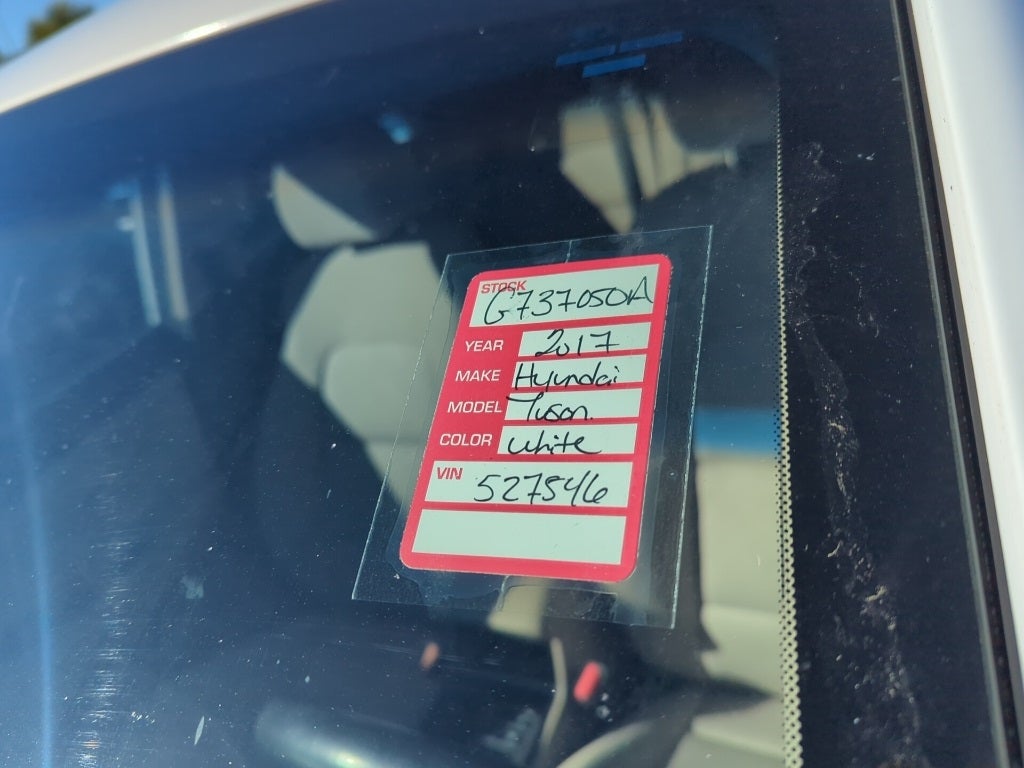 STOCK
G737050A
YEAR 2017
MAKE Hyundai
MODEL Tuson.
COLOR white
VIN 527546